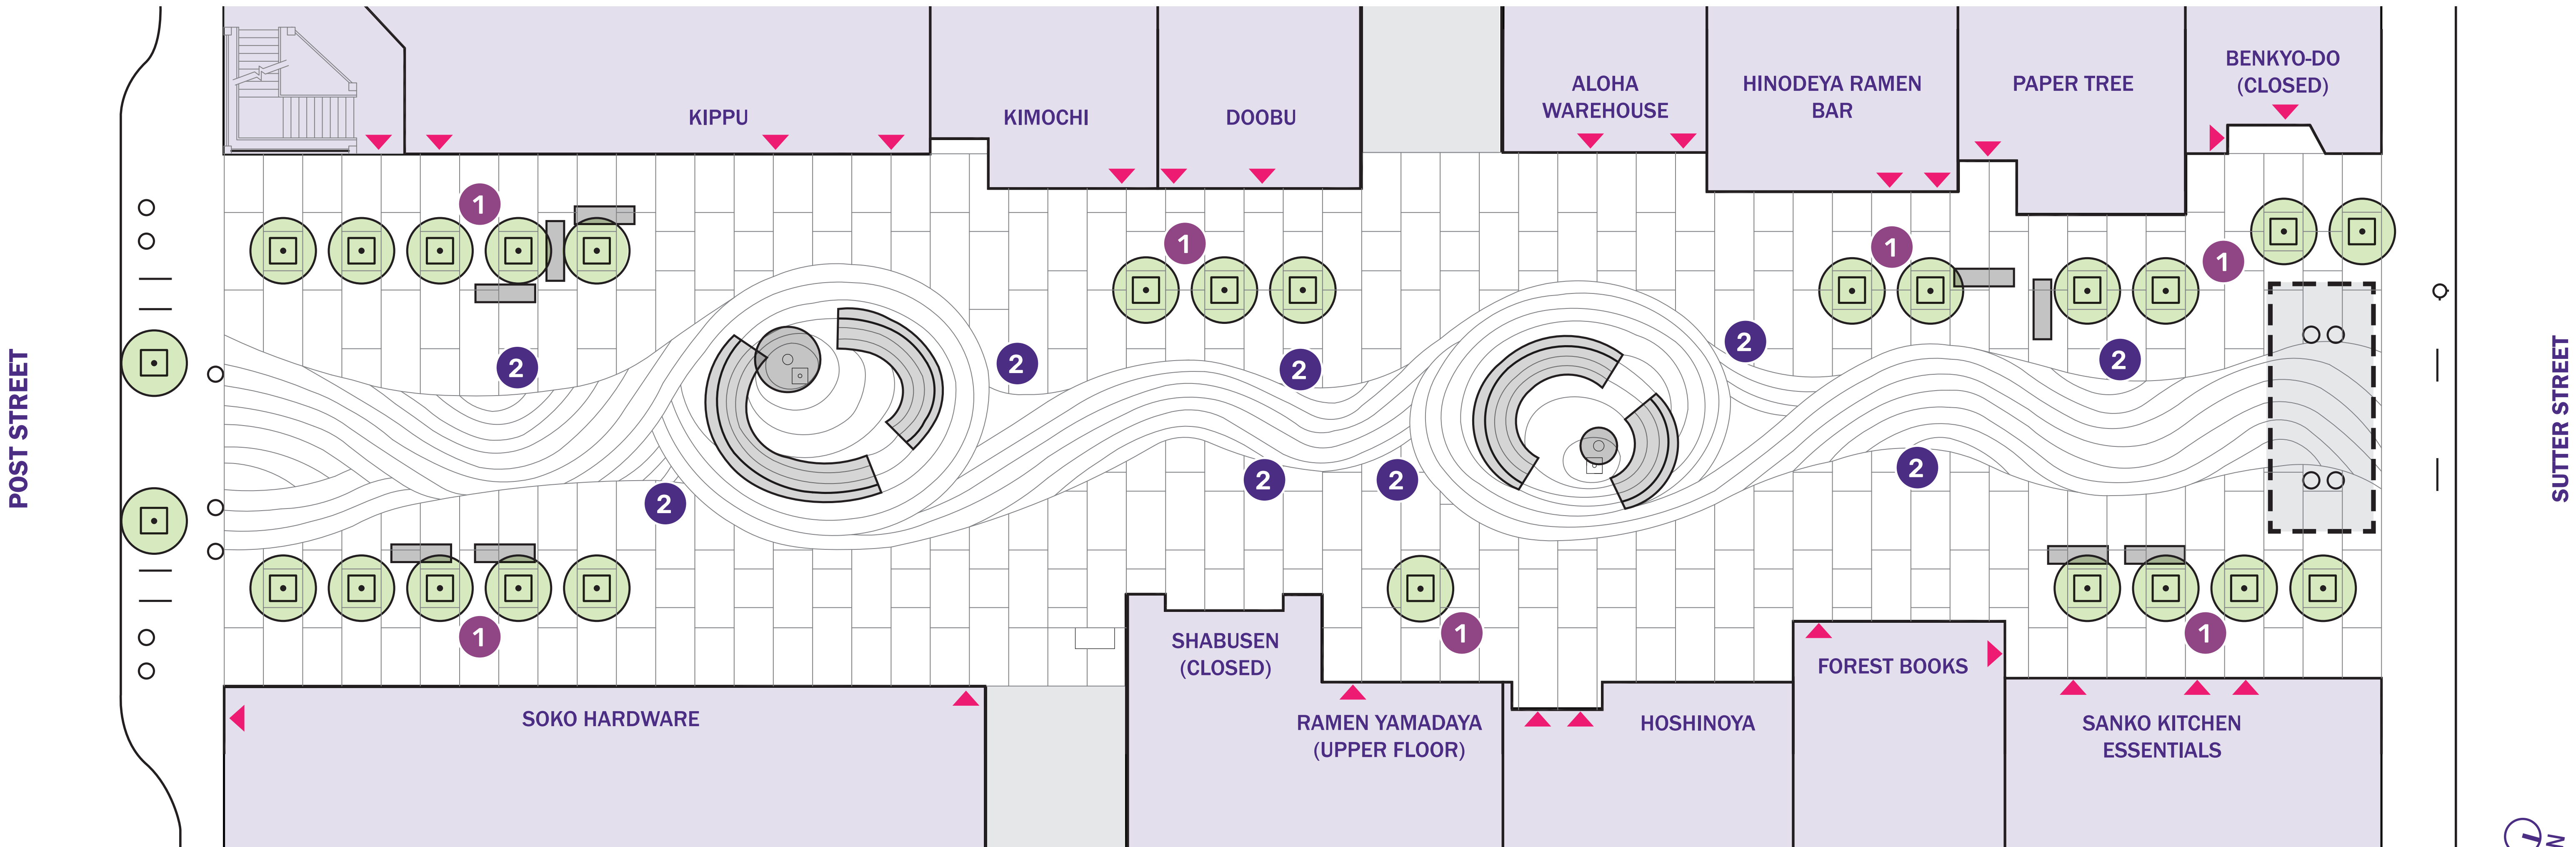 BENKYO-DO
(CLOSED)
ALOHA
WAREHOUSE
HINODEYA RAMEN
BAR
PAPER TREE
KIPPU
KIMOCHI
DOOBU
1
1
1
1
2
2
2
2
2
POST STREET
SUTTER STREET
2
2
2
2
1
1
1
SHABUSEN
(CLOSED)
FOREST BOOKS
SOKO HARDWARE
RAMEN YAMADAYA
(UPPER FLOOR)
HOSHINOYA
SANKO KITCHEN
ESSENTIALS
N